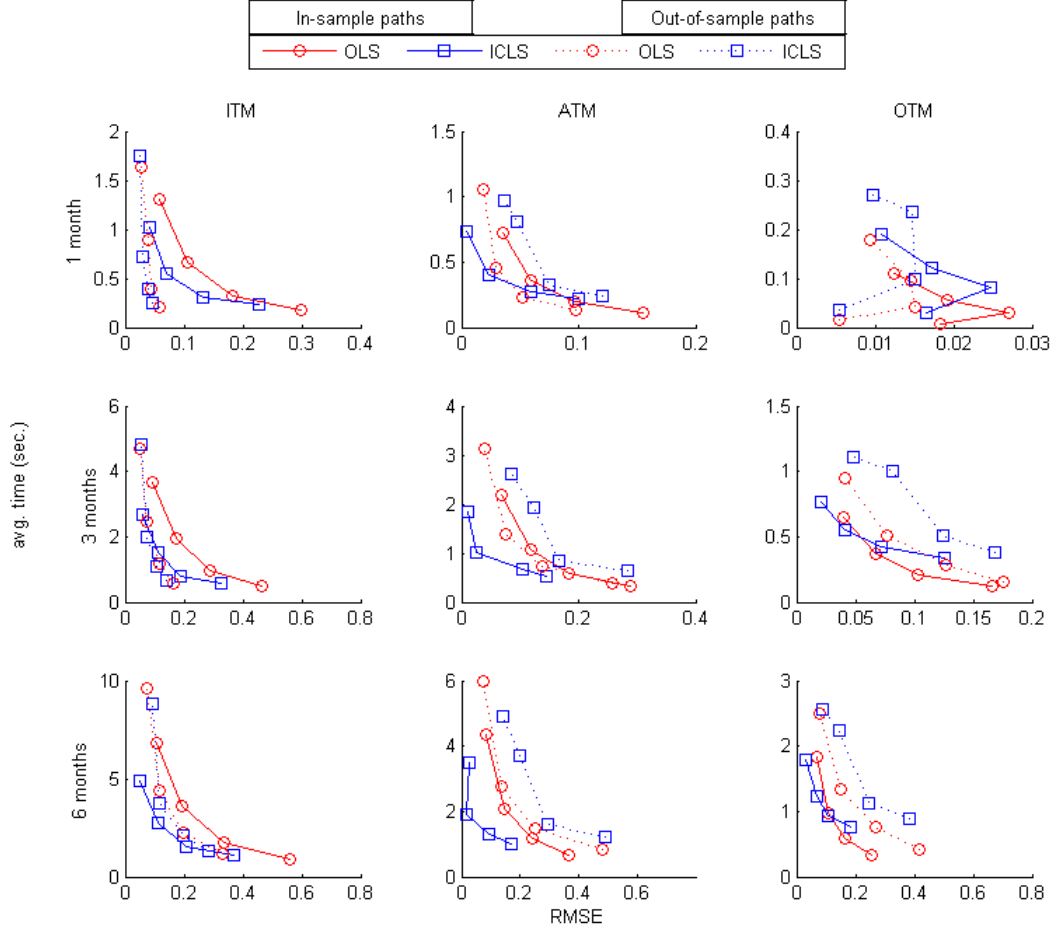 In-sample paths Out-of-sample paths
OLS ICLS OLS ICLS
ITM ATM OTM
2 1.5 0.4
1.5 0.3
1 1 0.2
0.5 0.5 0.1
0 0 0
0 0.1 0.2 0.3 0.4 0 0.1 0.2 0 0.01 0.02 0.03
1 month
6 4 1.5
4 3 1
2 2 0.5
1
0 0 0
0 0.2 0.4 0.6 0.8 0 0.2 0.4 0 0.05 0.1 0.15 0.2
3 months
avg. time (sec.)
10 6 3
4 2
5 2 1
0 0 0
0 0.2 0.4 0.6 0.8 0 0.2 0.4 0.6 0.8 0 0.2 0.4 0.6 0.8
6 months
RMSE